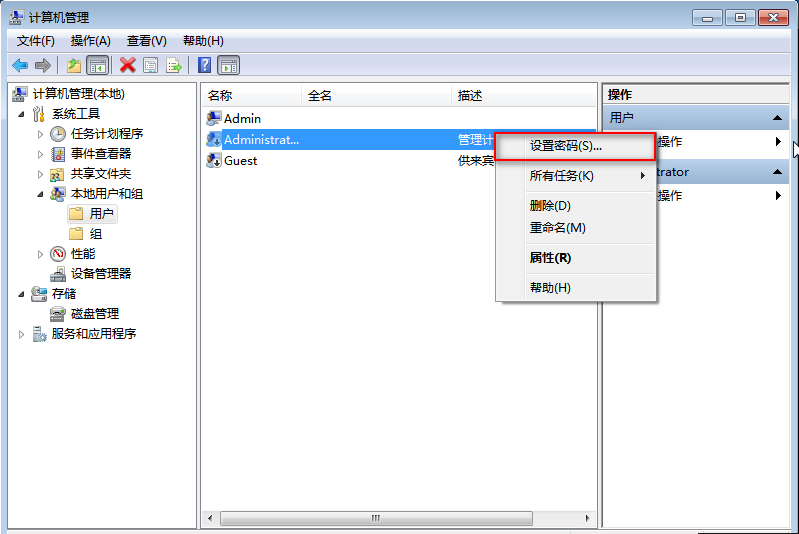 计算机管理
文件(F) 操作(A) 查看(V) 帮助(H)
计算机管理(本地)
系统工具
任务计划程序
事件查看器
共享文件夹
本地用户和组
用户
组
性能
设备管理器
存储
磁盘管理
服务和应用程序
名称 全名 描述
Admin
Administrat... 管理计
Guest 供来宾
设置密码(S)...
所有任务(K)
删除(D)
重命名(M)
属性(R)
帮助(H)
操作
用户
操作
trator
操作